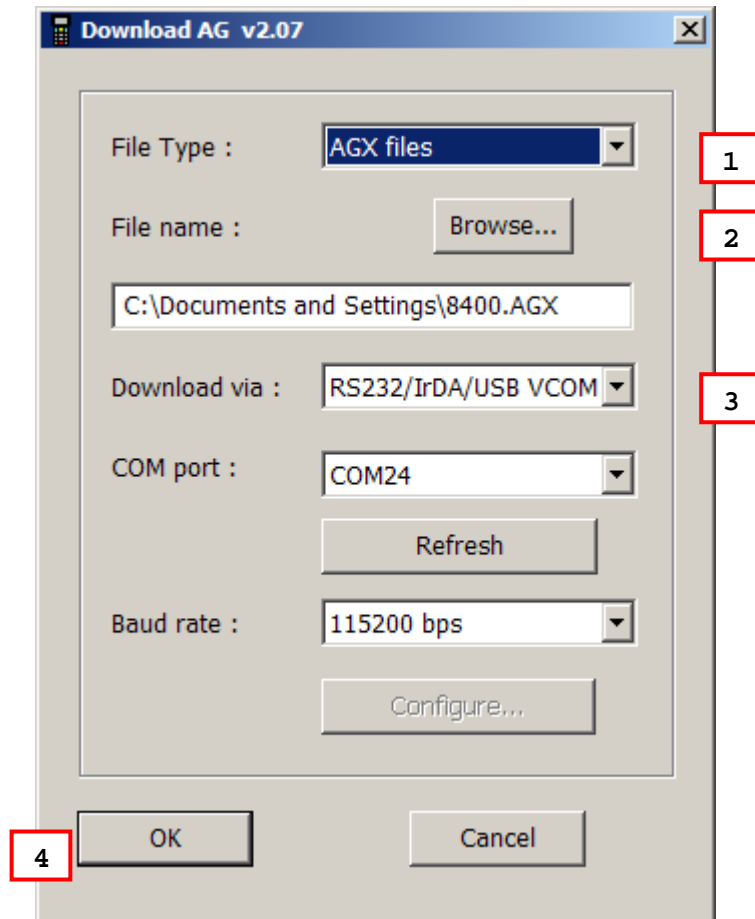 Download AG v2.07
File Type : AGX files
1
File name : Browse...
2
C:\Documents and Settings\8400.AGX
Download via : RS232/IrDA/USB VCOM
3
COM port : COM24
Refresh
Baud rate : 115200 bps
Configure...
OK Cancel
4